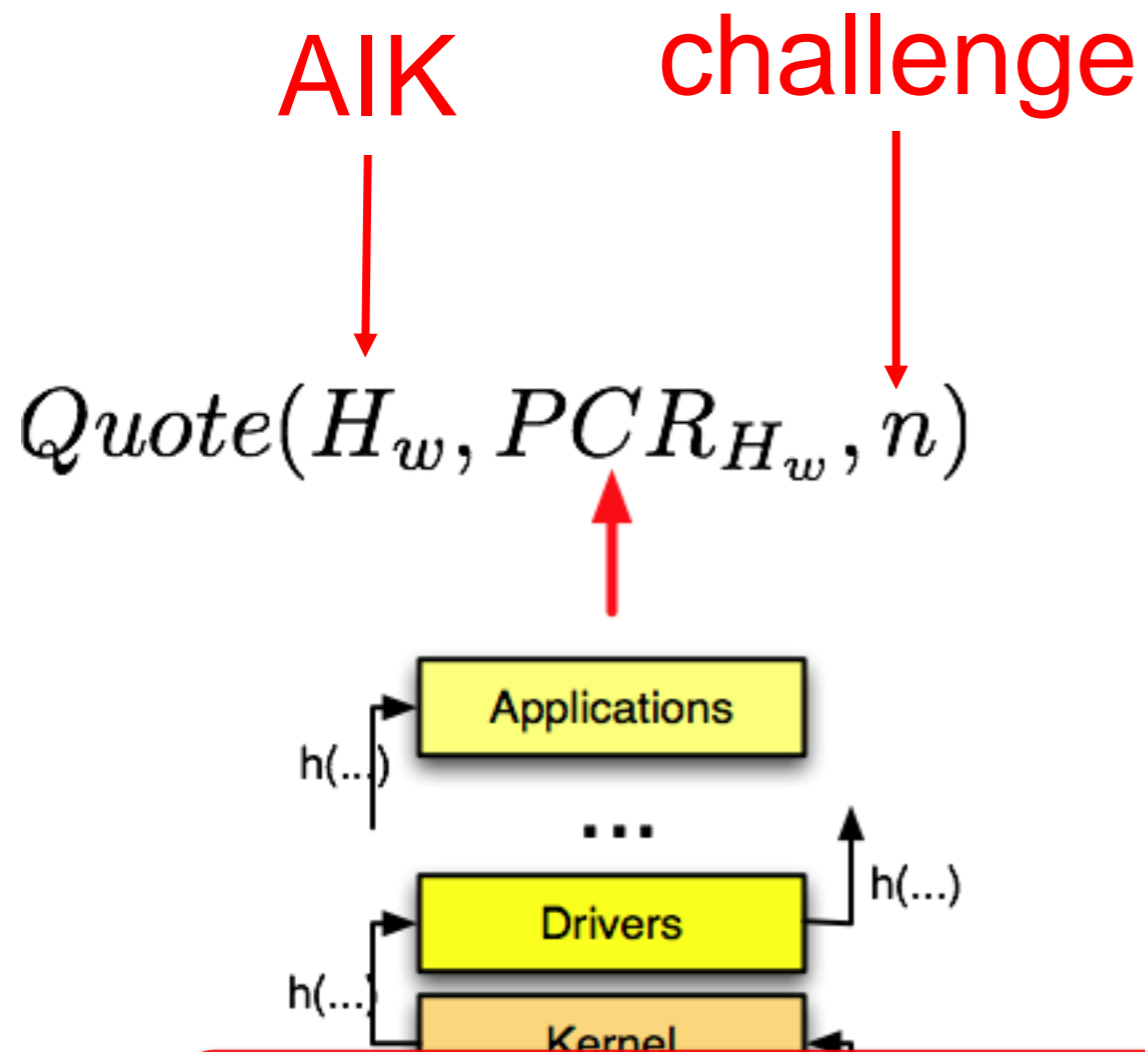 AIK challenge
Quote(H_w, PCR_{H_w}, n)
Applications
h(...)
...
h(...)
Drivers
h(...)
Kernel